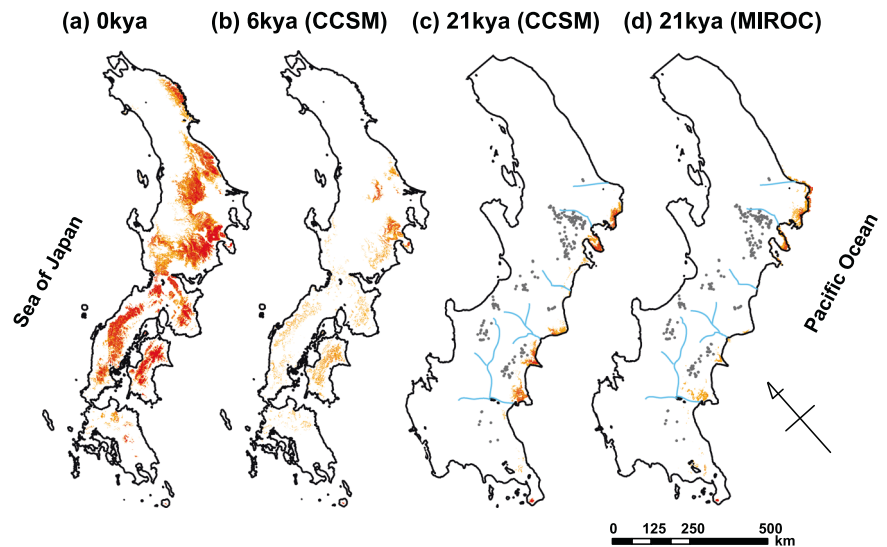 (a) 0kya (b) 6kya (CCSM) (c) 21kya (CCSM) (d) 21kya (MIROC)
Sea of Japan
Pacific Ocean
0 125 250 500
km